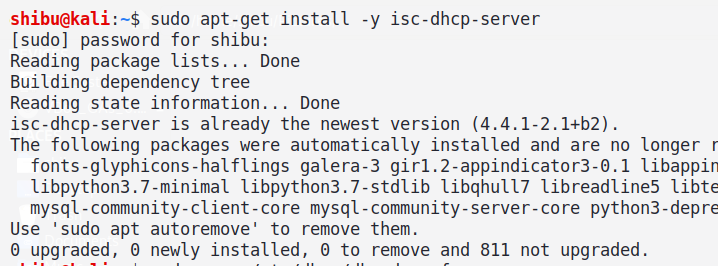 shibu@kali:~$ sudo apt-get install -y isc-dhcp-server
[sudo] password for shibu:
Reading package lists... Done
Building dependency tree
Reading state information... Done
isc-dhcp-server is already the newest version (4.4.1-2.1+b2).
The following packages were automatically installed and are no longer r
fonts-glyphicons-halflings galera-3 gir1.2-appindicator3-0.1 libappin
libpython3.7-minimal libpython3.7-stdlib libqhull7 libreadline5 libte
mysql-community-client-core mysql-community-server-core python3-depre
Use 'sudo apt autoremove' to remove them.
0 upgraded, 0 newly installed, 0 to remove and 811 not upgraded.